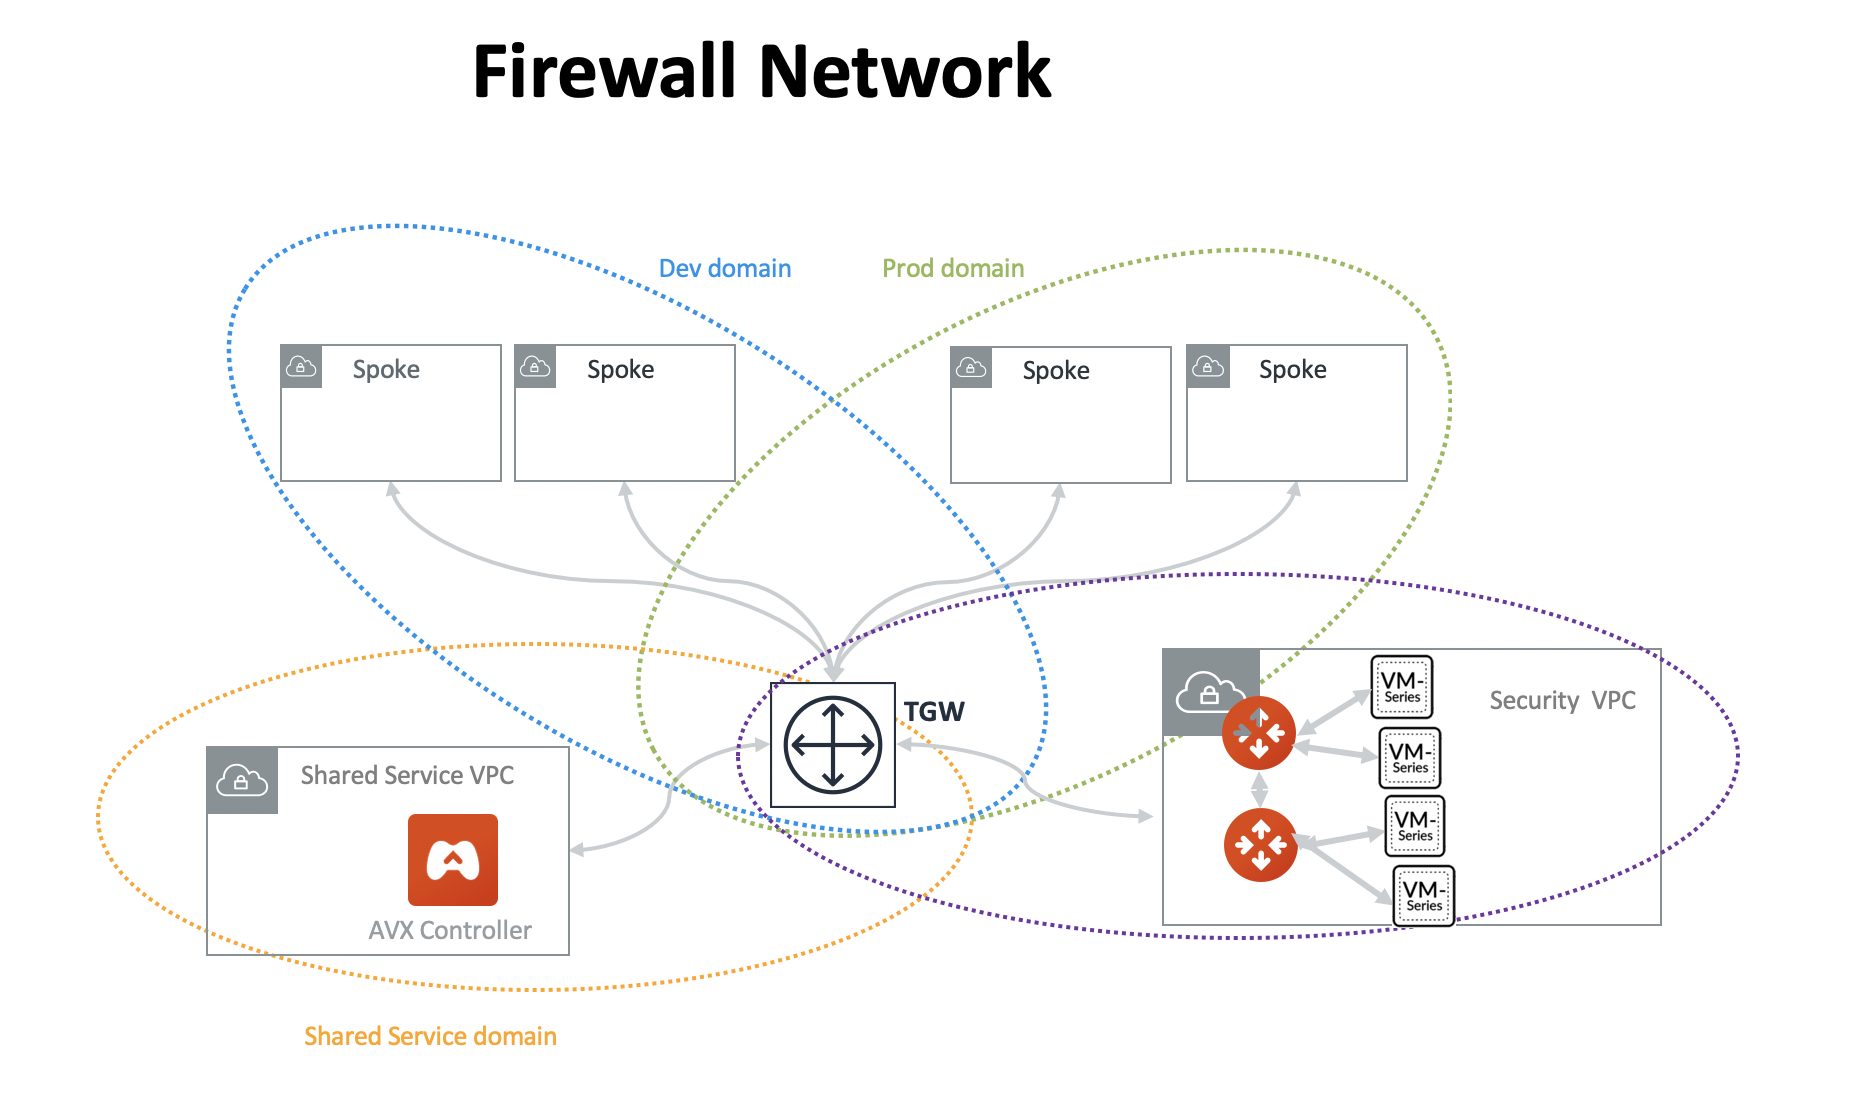 Firewall Network
Dev domain
Prod domain
Spoke
Spoke
Spoke
Spoke
TGW
Shared Service VPC
AVX Controller
Security VPC
VM-
Series
VM-
Series
VM-
Series
VM-
Series
Shared Service domain